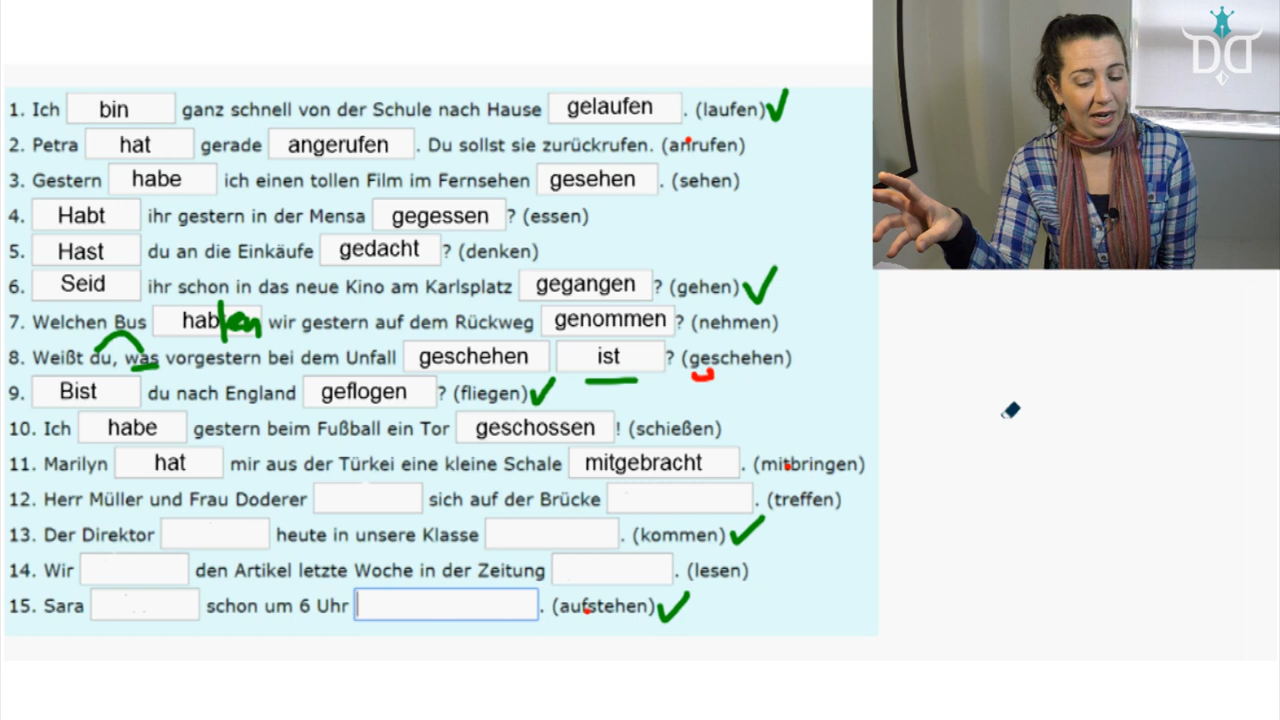 DD
1. Ich bin ganz schnell von der Schule nach Hause gelaufen . (laufen)
2. Petra hat gerade angerufen . Du sollst sie zurückrufen. (anrufen)
3. Gestern habe ich einen tollen Film im Fernsehen gesehen . (sehen)
4. Habt ihr gestern in der Mensa gegessen ? (essen)
5. Hast du an die Einkäufe gedacht ? (denken)
6. Seid ihr schon in das neue Kino am Karlsplatz gegangen ? (gehen)
7. Welchen Bus haben wir gestern auf dem Rückweg genommen ? (nehmen)
8. Weißt du, was vorgestern bei dem Unfall geschehen ist ? (geschehen)
9. Bist du nach England geflogen ? (fliegen)
10. Ich habe gestern beim Fußball ein Tor geschossen ! (schießen)
11. Marilyn hat mir aus der Türkei eine kleine Schale mitgebracht . (mitbringen)
12. Herr Müller und Frau Doderer sich auf der Brücke . (treffen)
13. Der Direktor heute in unsere Klasse . (kommen)
14. Wir den Artikel letzte Woche in der Zeitung . (lesen)
15. Sara schon um 6 Uhr . (aufstehen)